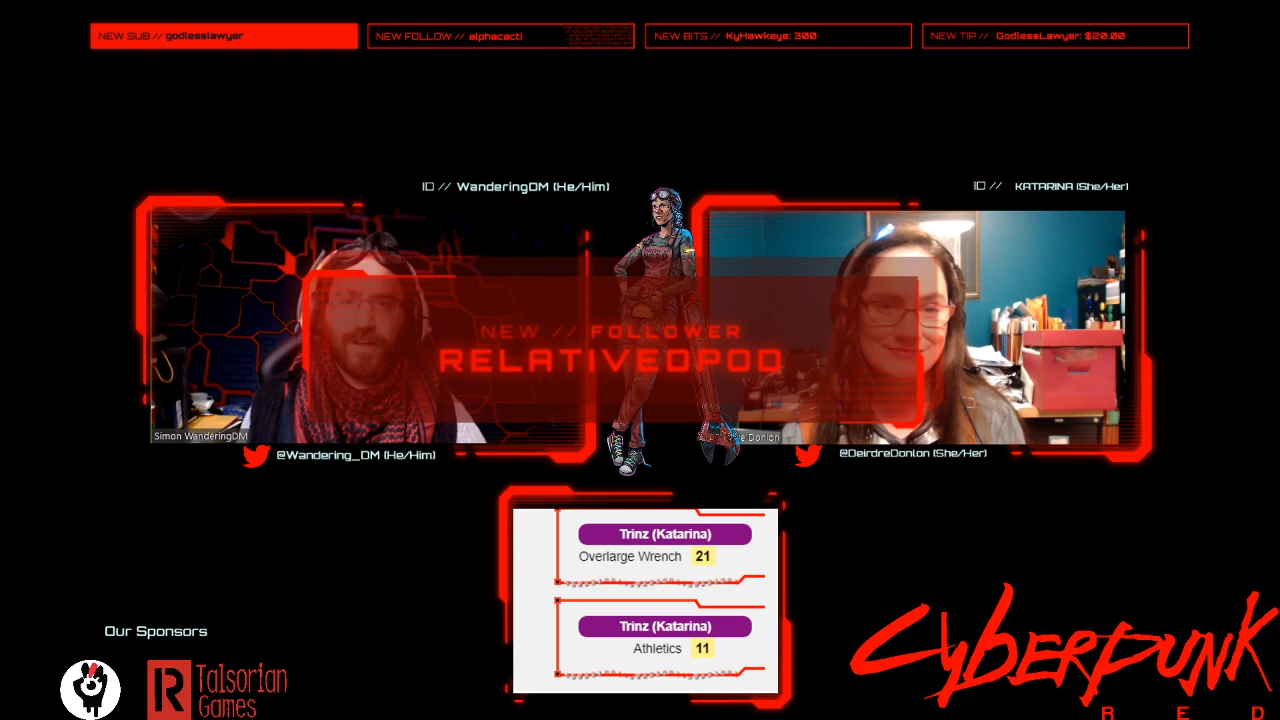 NEW SUB // godlesslawyer
NEW FOLLOW // alphacacti
NEW BITS // KyHawkeye: 300
NEW TIP // GodlessLawyer: $20.00
ID // WanderingDM (He/Him)
ID // KATARINA (She/Her)
NEW // FOLLOWER
RELATIVEDPOD
Simon WanderingDM
e Donlon
@Wandering_DM (He/Him)
@DeirdreDonlon (She/Her)
Trinz (Katarina)
Overlarge Wrench 21
Trinz (Katarina)
Athletics 11
Our Sponsors
R Talsorian
Games
Cyberpunk
RED